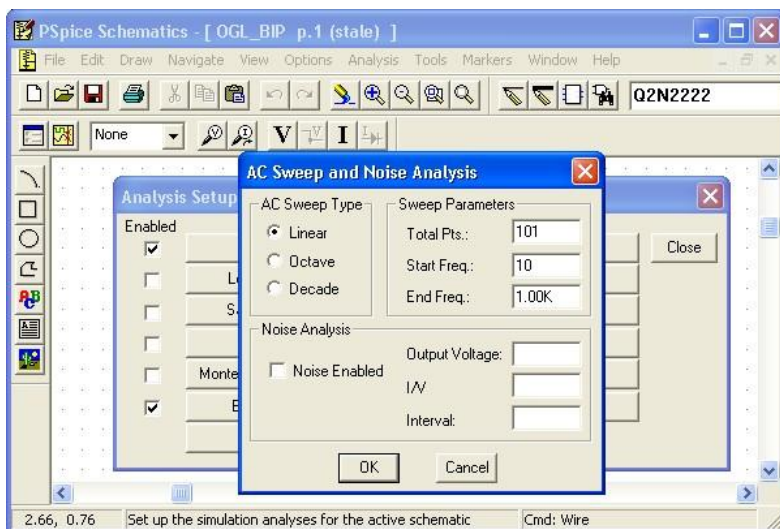 PSpice Schematics - [ OGL_BIP p.1 (stale) ]
File Edit Draw Navigate View Options Analysis Tools Markers Window Help
Q2N2222
None
V V I I
AC Sweep and Noise Analysis
Analysis Setup
Enabled
AC Sweep Type
Linear
Octave
Decade
Sweep Parameters
Total Pts.: 101
Start Freq.: 10
End Freq.: 1.00K
Close
Monte
Noise Analysis
Noise Enabled
Output Voltage:
I/V
Interval:
OK Cancel
2.66, 0.76 Set up the simulation analyses for the active schematic Cmd: Wire